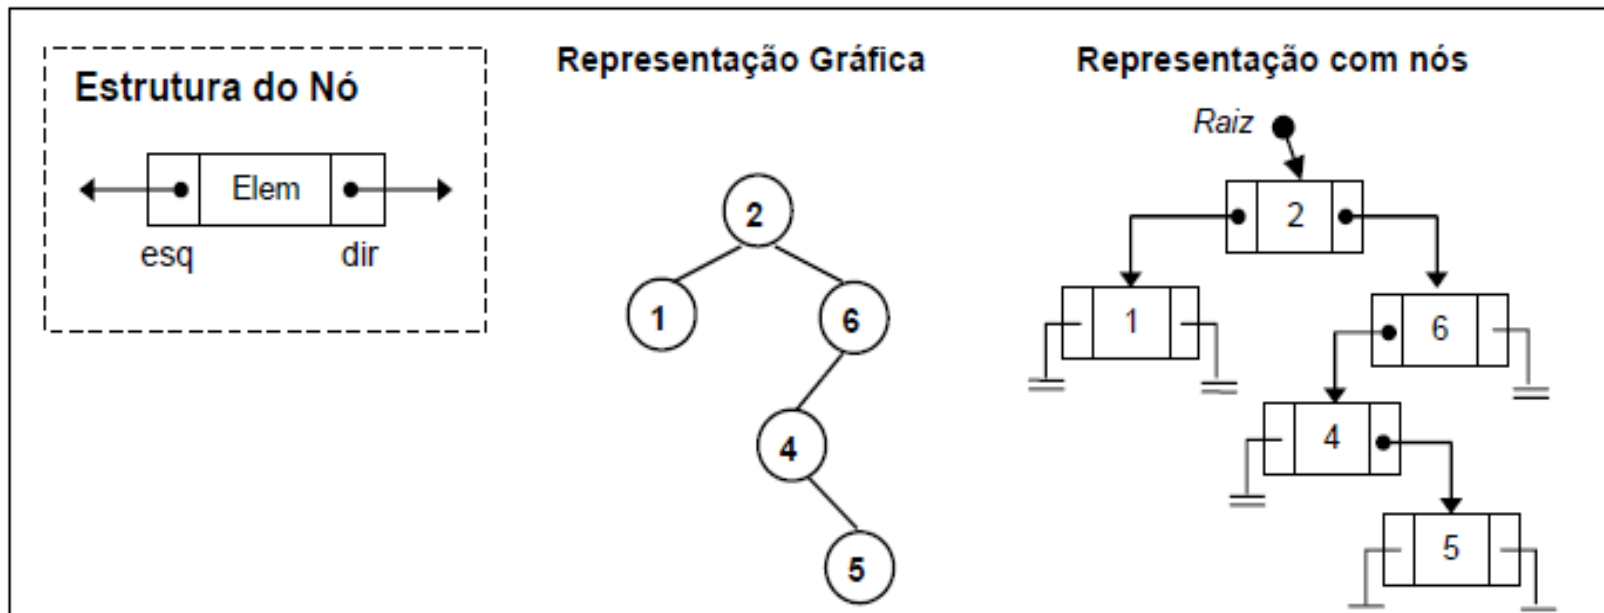 Estrutura do Nó
Elem
esq
dir
Representação Gráfica
2
1
6
4
5
Representação com nós
Raiz
2
1
6
4
5